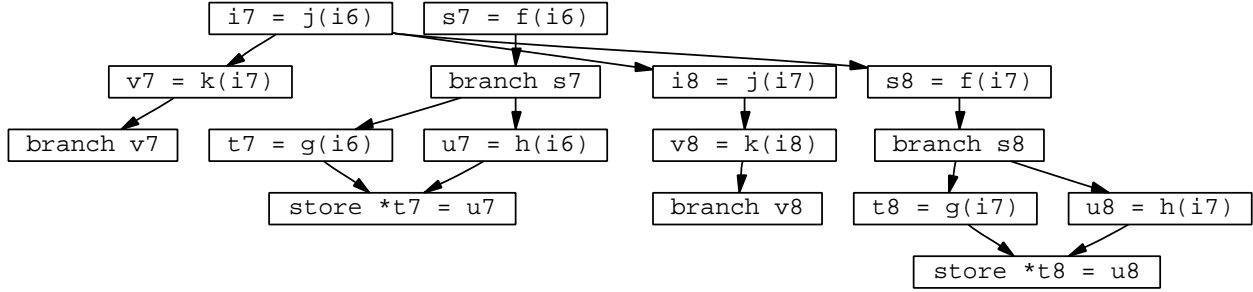 i7 = j(i6)
s7 = f(i6)
v7 = k(i7)
branch s7
i8 = j(i7)
s8 = f(i7)
branch v7
t7 = g(i6)
u7 = h(i6)
v8 = k(i8)
branch s8
store *t7 = u7
branch v8
t8 = g(i7)
u8 = h(i7)
store *t8 = u8